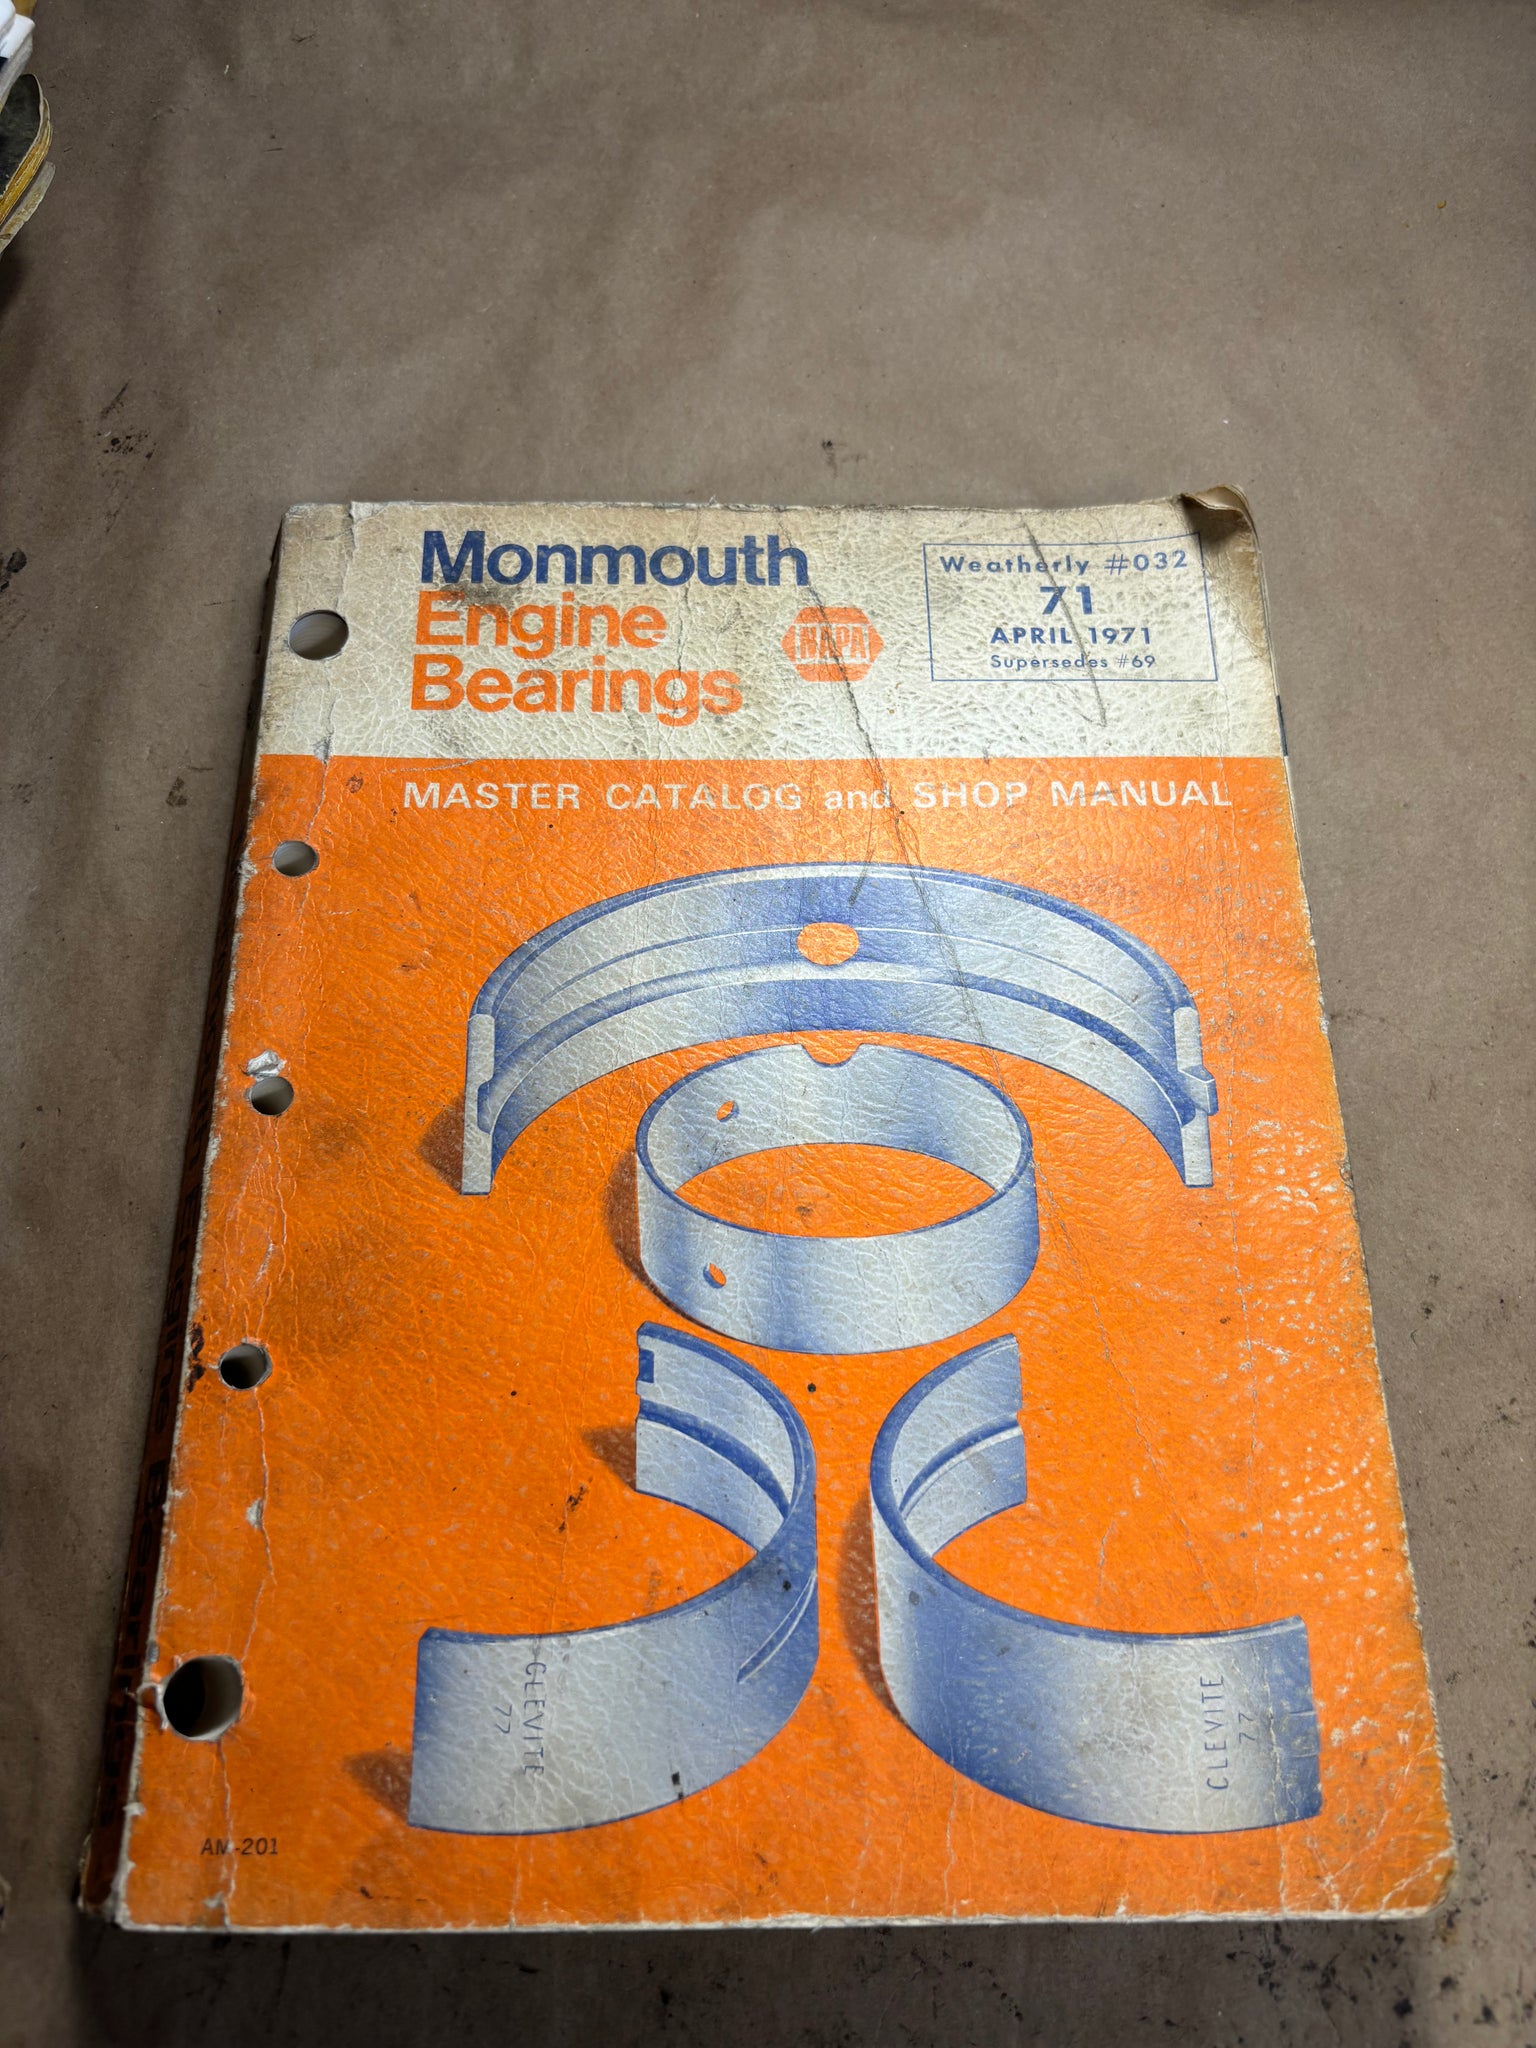 Monmouth
Engine
Bearings
NAPA
Weatherly #032
71
APRIL 1971
Supersedes #69
MASTER CATALOG and SHOP MANUAL
CLEVITE
77
CLEVITE
77
AM-201